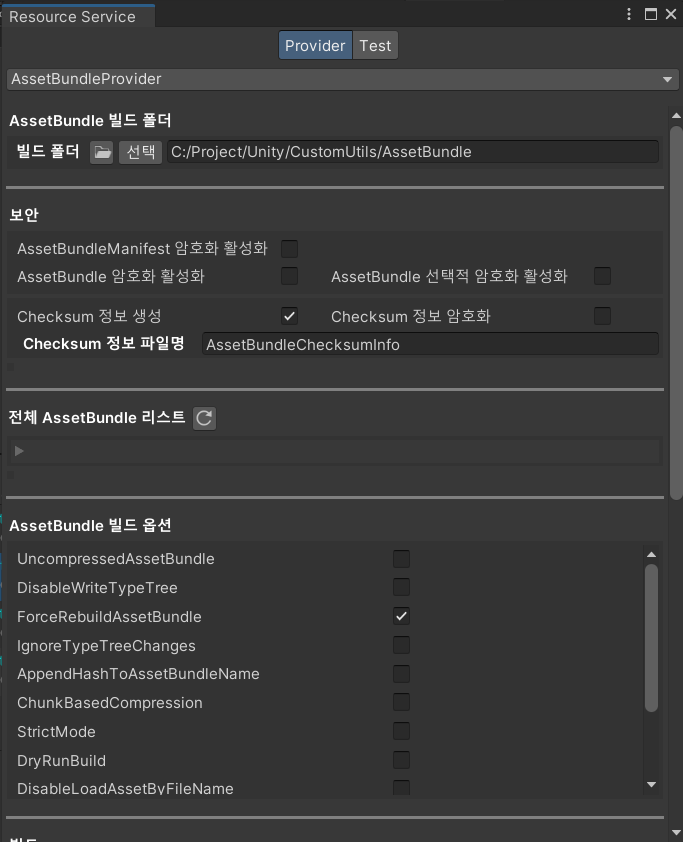 Resource Service
Provider Test
AssetBundleProvider
AssetBundle 빌드 폴더
빌드 폴더 선택 C:/Project/Unity/CustomUtils/AssetBundle
보안
AssetBundleManifest 암호화 활성화
AssetBundle 암호화 활성화 AssetBundle 선택적 암호화 활성화
Checksum 정보 생성 Checksum 정보 암호화
Checksum 정보 파일명 AssetBundleChecksumInfo
전체 AssetBundle 리스트
AssetBundle 빌드 옵션
UncompressedAssetBundle
DisableWriteTypeTree
ForceRebuildAssetBundle
IgnoreTypeTreeChanges
AppendHashToAssetBundleName
ChunkBasedCompression
StrictMode
DryRunBuild
DisableLoadAssetByFileName